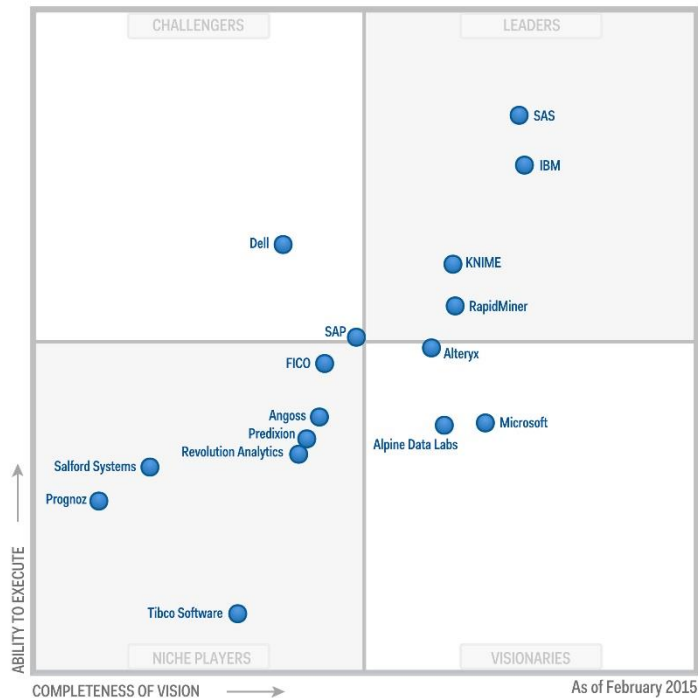 CHALLENGERS
LEADERS
SAS
IBM
Dell
KNIME
RapidMiner
SAP
Alteryx
FICO
Angoss
Microsoft
Predixion
Alpine Data Labs
Revolution Analytics
Salford Systems
Prognoz
Tibco Software
NICHE PLAYERS
VISIONARIES
ABILITY TO EXECUTE
COMPLETENESS OF VISION
As of February 2015